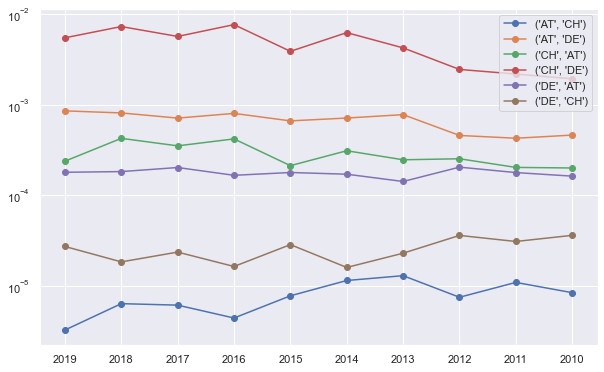 10⁻²
10⁻³
10⁻⁴
10⁻⁵
('AT', 'CH')
('AT', 'DE')
('CH', 'AT')
('CH', 'DE')
('DE', 'AT')
('DE', 'CH')
2019 2018 2017 2016 2015 2014 2013 2012 2011 2010